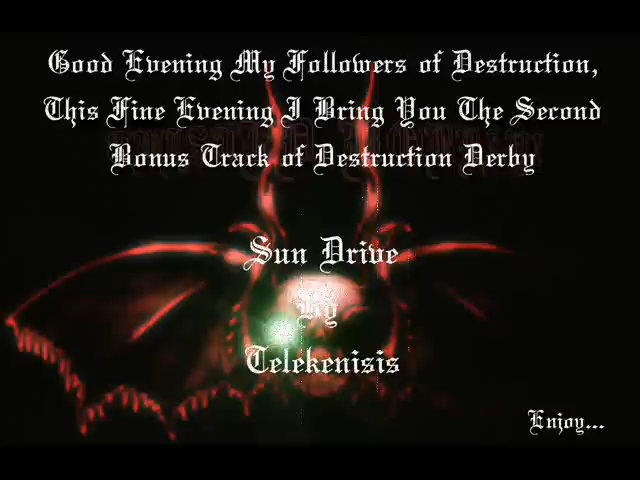 Good Evening My Followers of Destruction,
This Fine Evening I Bring You The Second
Bonus Track of Destruction Derby
Sun Drive
By
Telekenisis
Enjoy...